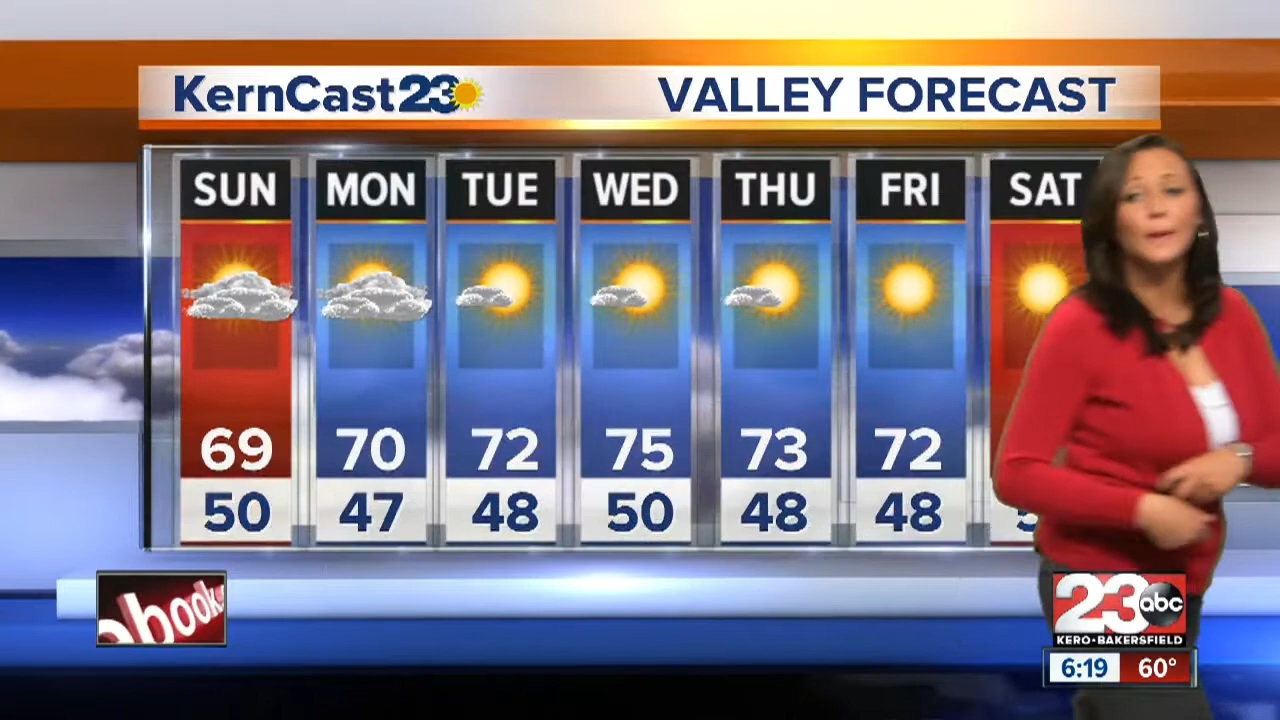 KernCast23
VALLEY FORECAST
SUN MON TUE WED THU FRI SAT
69 70 72 75 73 72
50 47 48 50 48 48
book
23 abc
KERO•BAKERSFIELD
6:19 60°